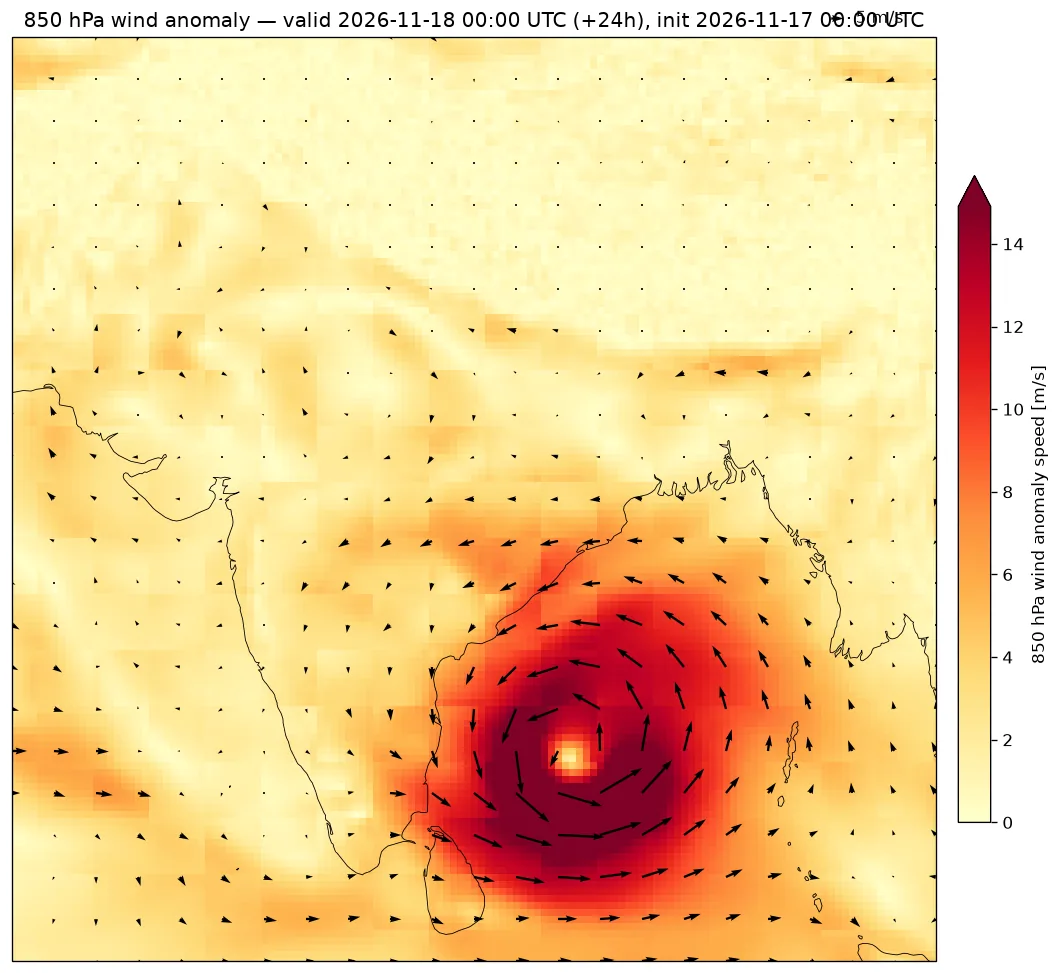 850 hPa wind anomaly — valid 2026-11-18 00:00 UTC (+24h), init 2026-11-17 00:00 UTC
5 m/s
14
12
10
8
6
4
2
0
850 hPa wind anomaly speed [m/s]